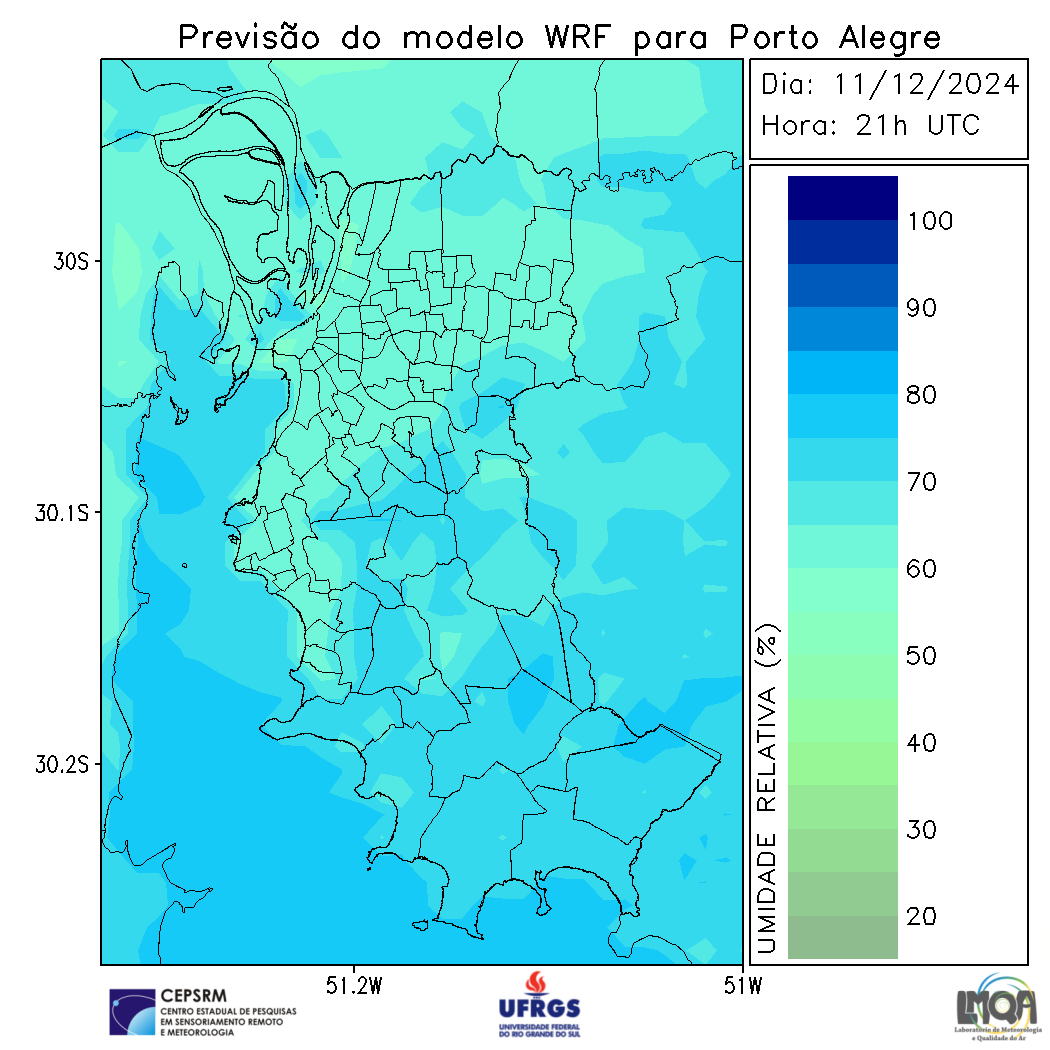 Previsão do modelo WRF para Porto Alegre
Dia: 11/12/2024
Hora: 21h UTC
30S
30.1S
30.2S
51.2W
51W
UMIDADE RELATIVA (%)
100
90
80
70
60
50
40
30
20
CEPSRM
CENTRO ESTADUAL DE PESQUISAS
EM SENSORIAMENTO REMOTO
E METEOROLOGIA
UFRGS
UNIVERSIDADE FEDERAL
DO RIO GRANDE DO SUL
LMQA
Laboratório de Meteorologia
e Qualidade do Ar